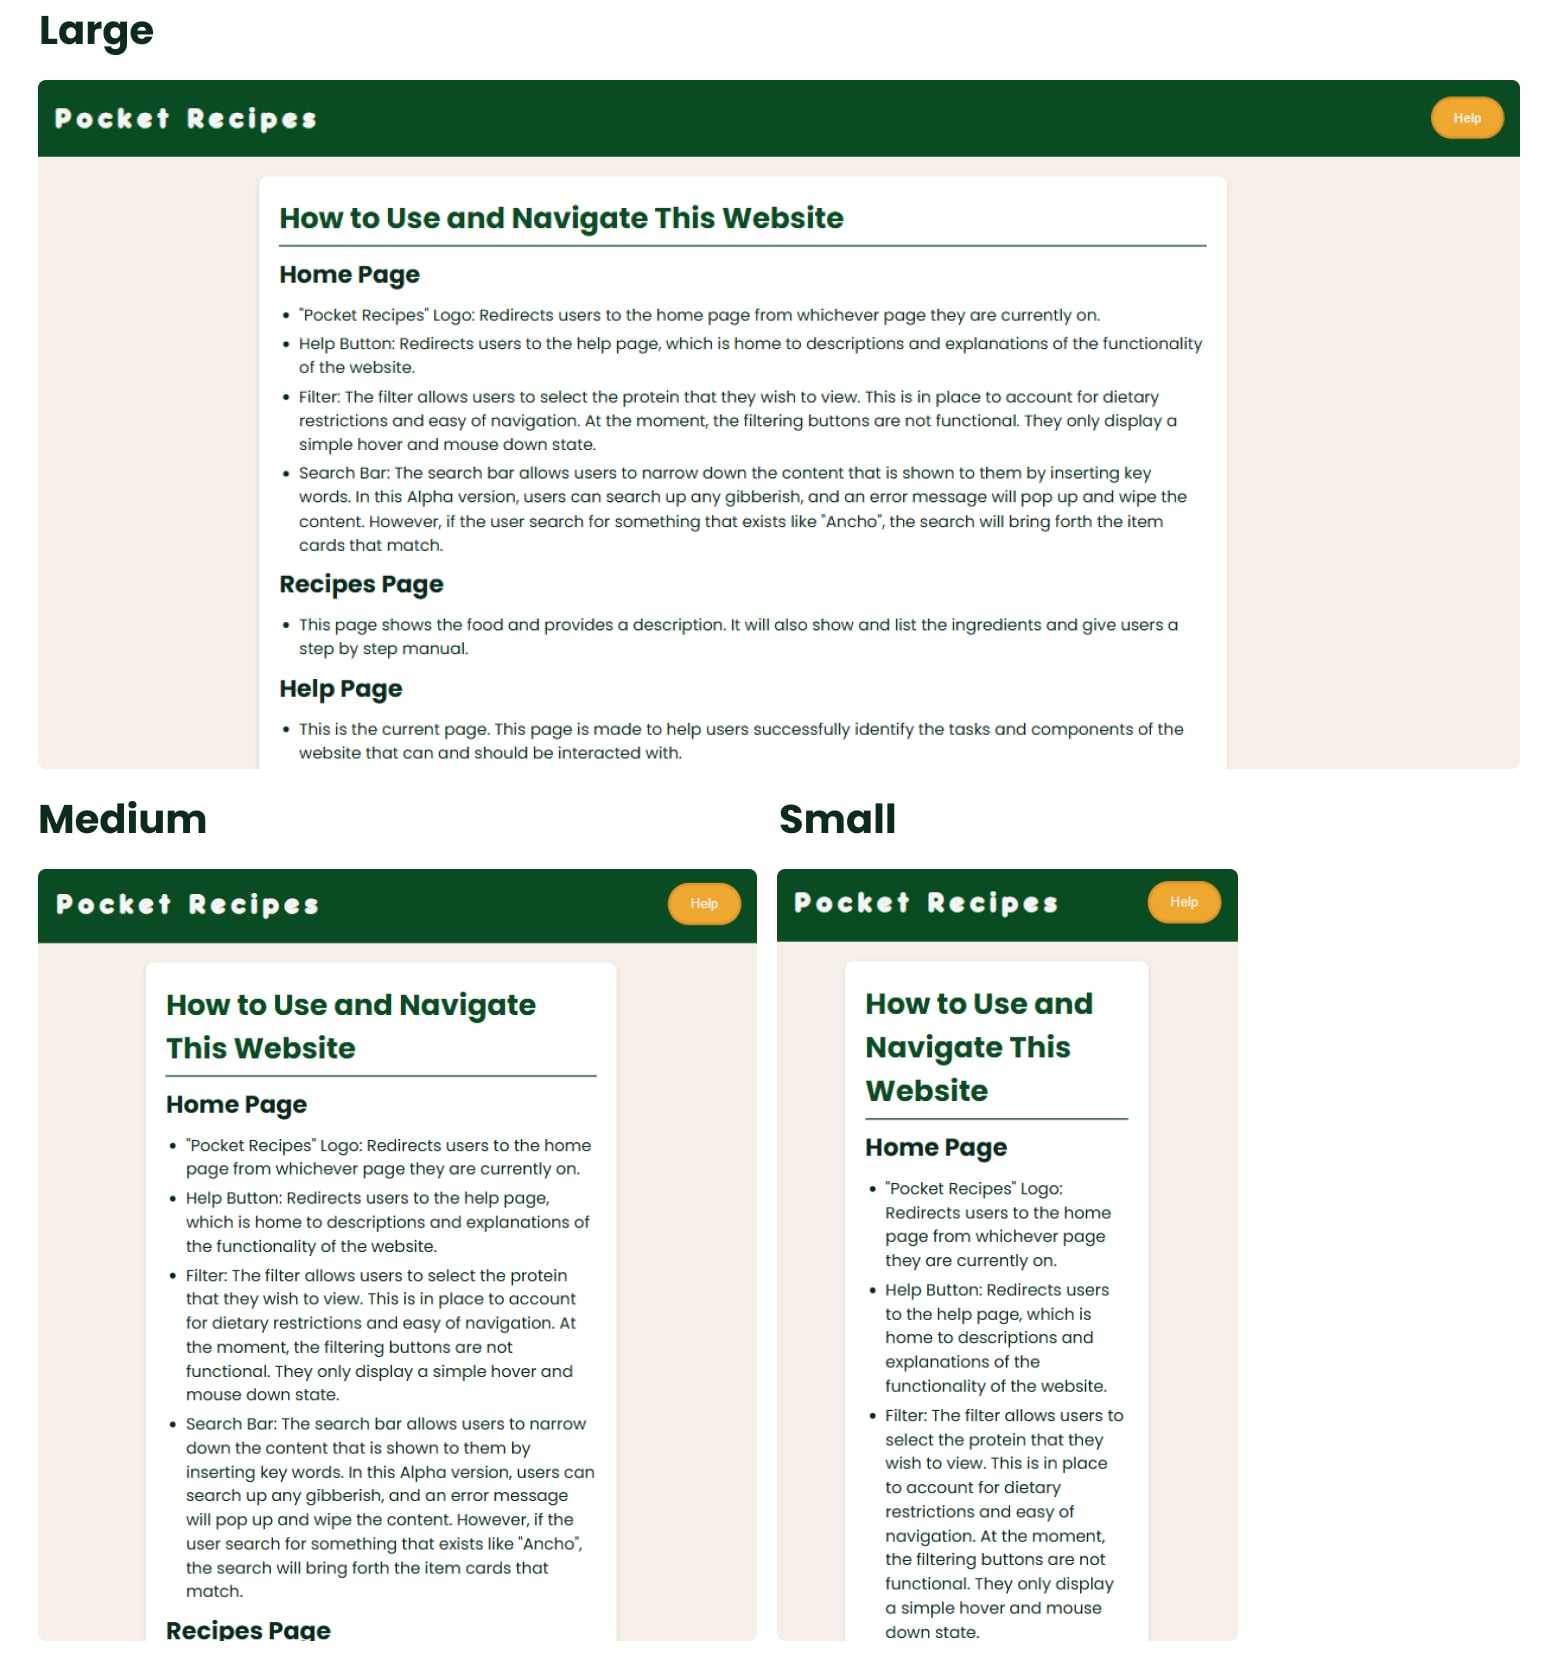 Large
Pocket Recipes
Help
How to Use and Navigate This Website
Home Page
• "Pocket Recipes" Logo: Redirects users to the home page from whichever page they are currently on.
• Help Button: Redirects users to the help page, which is home to descriptions and explanations of the functionality
of the website.
• Filter: The filter allows users to select the protein that they wish to view. This is in place to account for dietary
restrictions and easy of navigation. At the moment, the filtering buttons are not functional. They only display a
simple hover and mouse down state.
• Search Bar: The search bar allows users to narrow down the content that is shown to them by inserting key
words. In this Alpha version, users can search up any gibberish, and an error message will pop up and wipe the
content. However, if the user search for something that exists like "Ancho", the search will bring forth the item
cards that match.
Recipes Page
• This page shows the food and provides a description. It will also show and list the ingredients and give users a
step by step manual.
Help Page
• This is the current page. This page is made to help users successfully identify the tasks and components of the
website that can and should be interacted with.
Medium
Pocket Recipes
Help
How to Use and Navigate
This Website
Home Page
• "Pocket Recipes" Logo: Redirects users to the home
page from whichever page they are currently on.
• Help Button: Redirects users to the help page,
which is home to descriptions and explanations of
the functionality of the website.
• Filter: The filter allows users to select the protein
that they wish to view. This is in place to account
for dietary restrictions and easy of navigation. At
the moment, the filtering buttons are not
functional. They only display a simple hover and
mouse down state.
• Search Bar: The search bar allows users to narrow
down the content that is shown to them by
inserting key words. In this Alpha version, users can
search up any gibberish, and an error message
will pop up and wipe the content. However, if the
user search for something that exists like "Ancho",
the search will bring forth the item cards that
match.
Recipes Page
Small
Pocket Recipes
Help
How to Use and
Navigate This
Website
Home Page
• "Pocket Recipes" Logo:
Redirects users to the home
page from whichever page
they are currently on.
• Help Button: Redirects users
to the help page, which is
home to descriptions and
explanations of the
functionality of the website.
• Filter: The filter allows users to
select the protein that they
wish to view. This is in place
to account for dietary
restrictions and easy of
navigation. At the moment,
the filtering buttons are not
functional. They only display
a simple hover and mouse
down state.